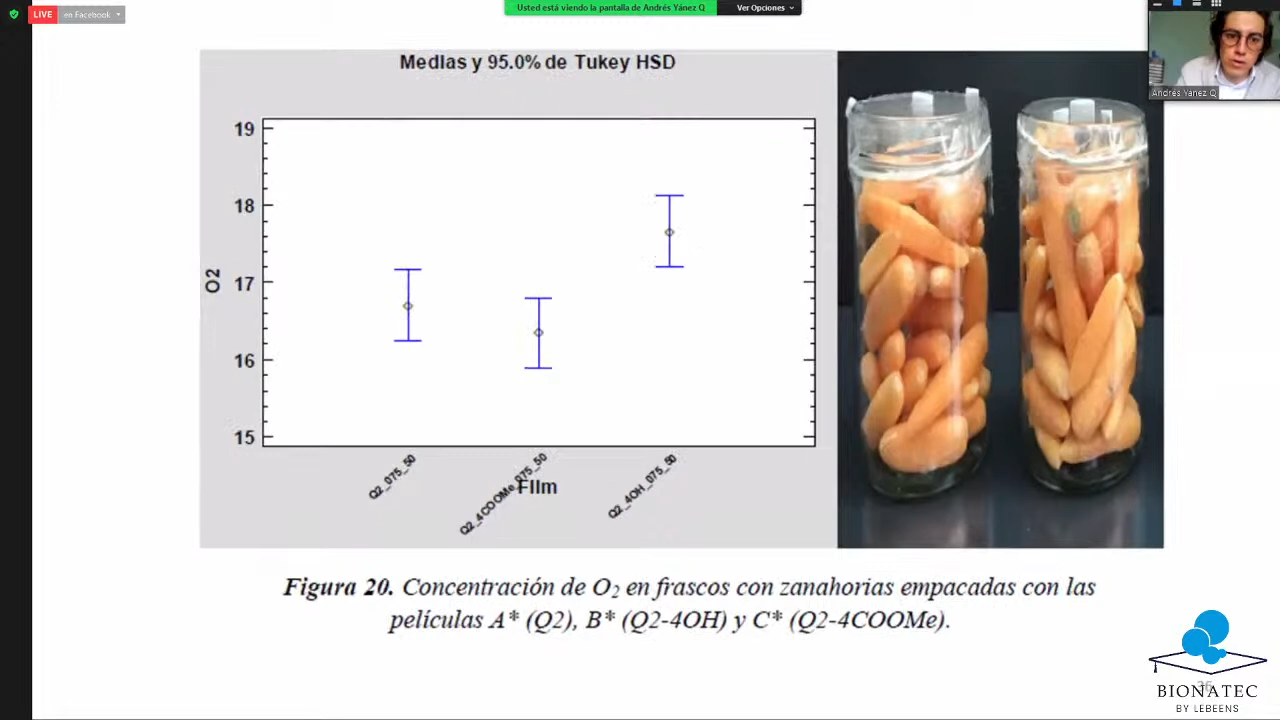 LIVE
en Facebook
Usted está viendo la pantalla de Andrés Yánez Q
Ver Opciones
Andrés Yánez Q
Medias y 95.0% de Tukey HSD
19
18
17
16
15
O2
Q2_075_50
Q2_4COOMe_075_50
Q2_4OH_075_50
Film
Figura 20. Concentración de O2 en frascos con zanahorias empacadas con las
películas A* (Q2), B* (Q2-4OH) y C* (Q2-4COOMe).
BIONATEC
BY LEBEENS